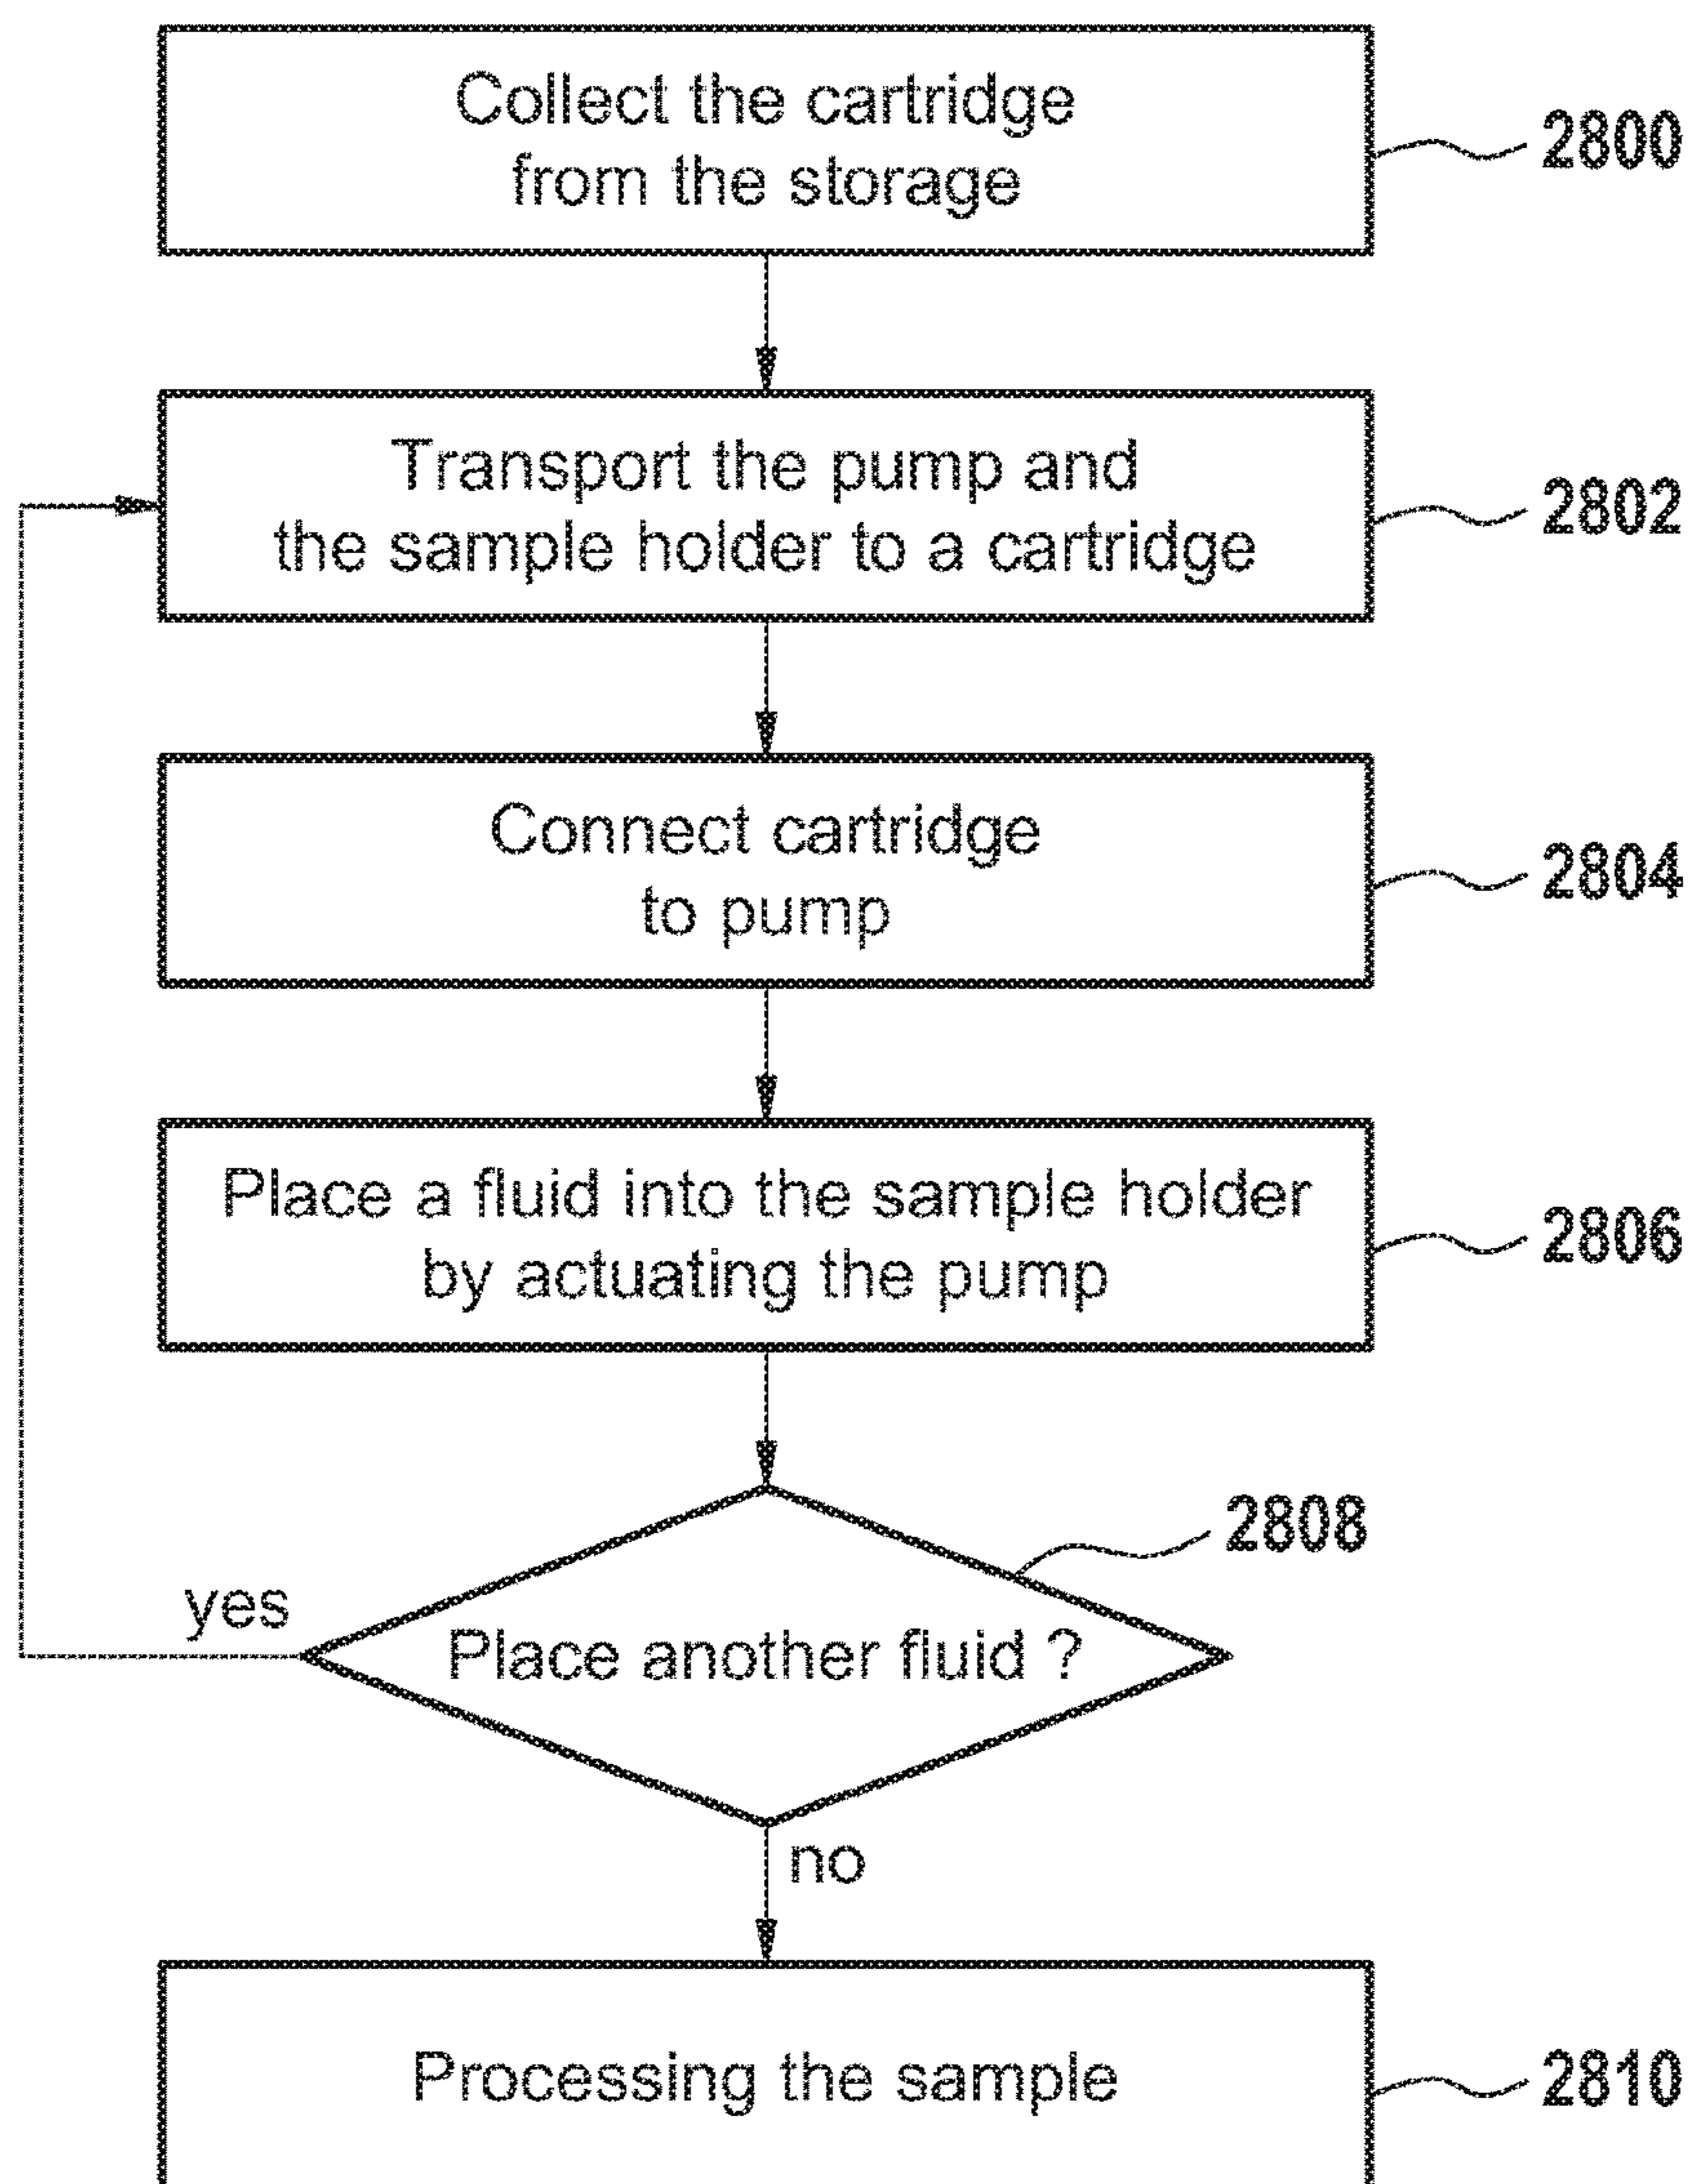 Collect the cartridge
from the storage
2800
Transport the pump and
the sample holder to a cartridge
2802
Connect cartridge
to pump
2804
Place a fluid into the sample holder
by actuating the pump
2806
2808
yes
Place another fluid ?
no
Processing the sample
2810